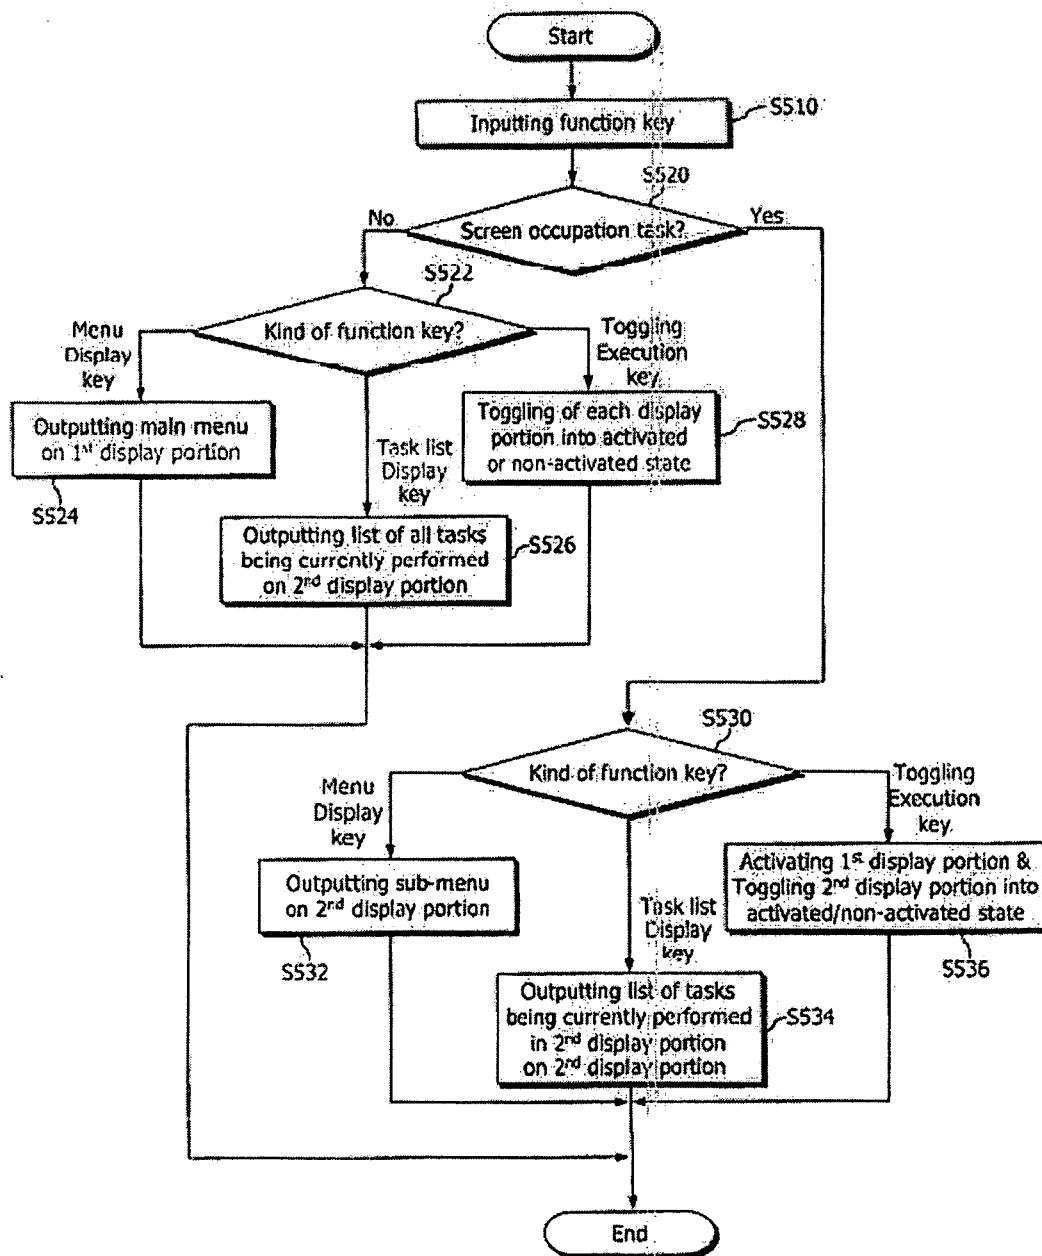 Start
Inputting function key
S510
S520
Screen occupation task?
No
Yes
S522
Kind of function key?
Menu
Display
key
Toggling
Execution
key
Outputting main menu
on 1st display portion
S524
Task list
Display
key
Toggling of each display
portion into activated
or non-activated state
S528
Outputting list of all tasks
being currently performed
on 2nd display portion
S526
S530
Kind of function key?
Menu
Display
key
Toggling
Execution
key
Outputting sub-menu
on 2nd display portion
S532
Task list
Display
key
Activating 1st display portion &
Toggling 2nd display portion into
activated/non-activated state
S536
Outputting list of tasks
being currently performed
in 2nd display portion
on 2nd display portion
S534
End